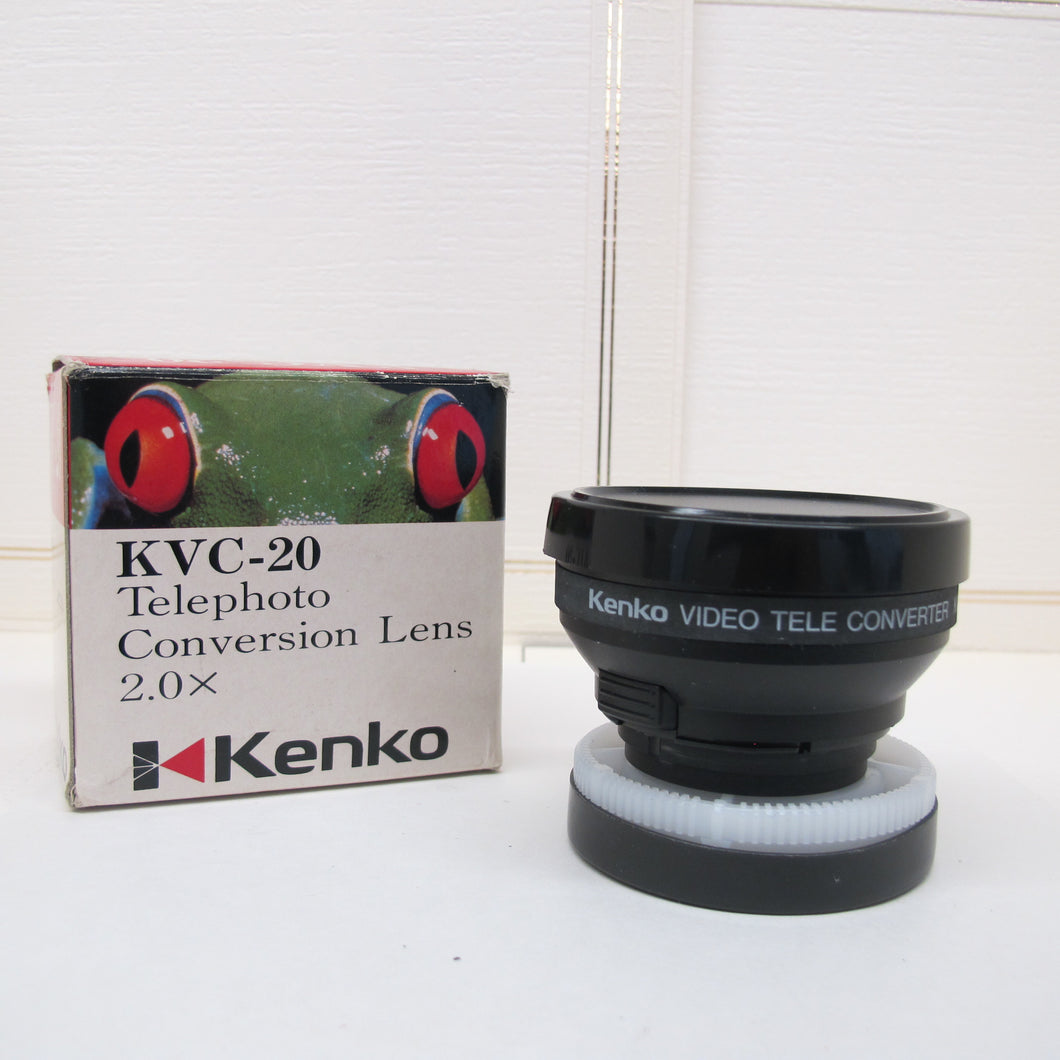 KVC-20
Telephoto
Conversion Lens
2.0×
Kenko
Kenko VIDEO TELE CONVERTER